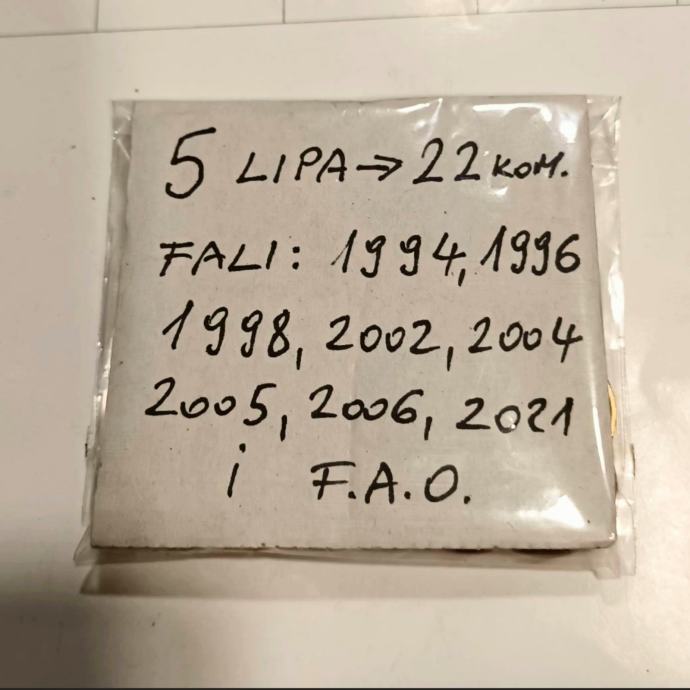 5 LIPA → 22 KOM.
FALI: 1994, 1996
1998, 2002, 2004
2005, 2006, 2021
i F.A.O.